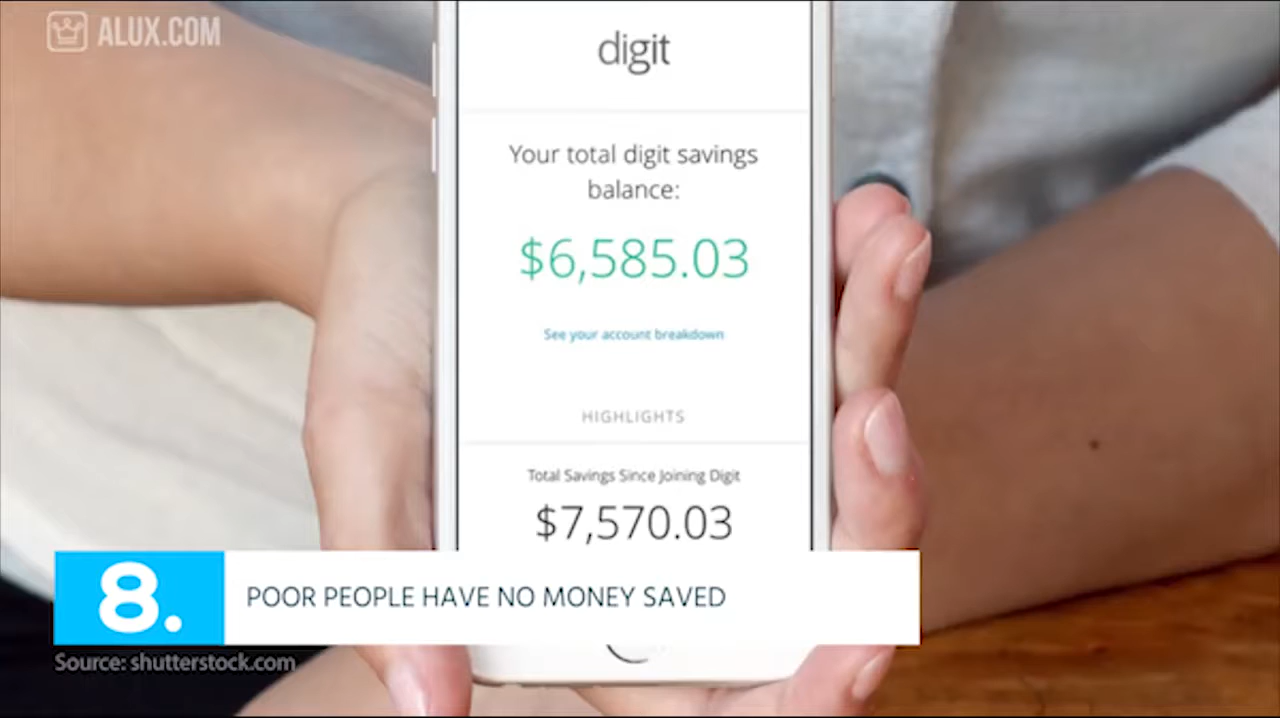 ALUX.COM
digit
Your total digit savings
balance:
$6,585.03
See your account breakdown
HIGHLIGHTS
Total Savings Since Joining Digit
$7,570.03
8.
POOR PEOPLE HAVE NO MONEY SAVED
Source: shutterstock.com